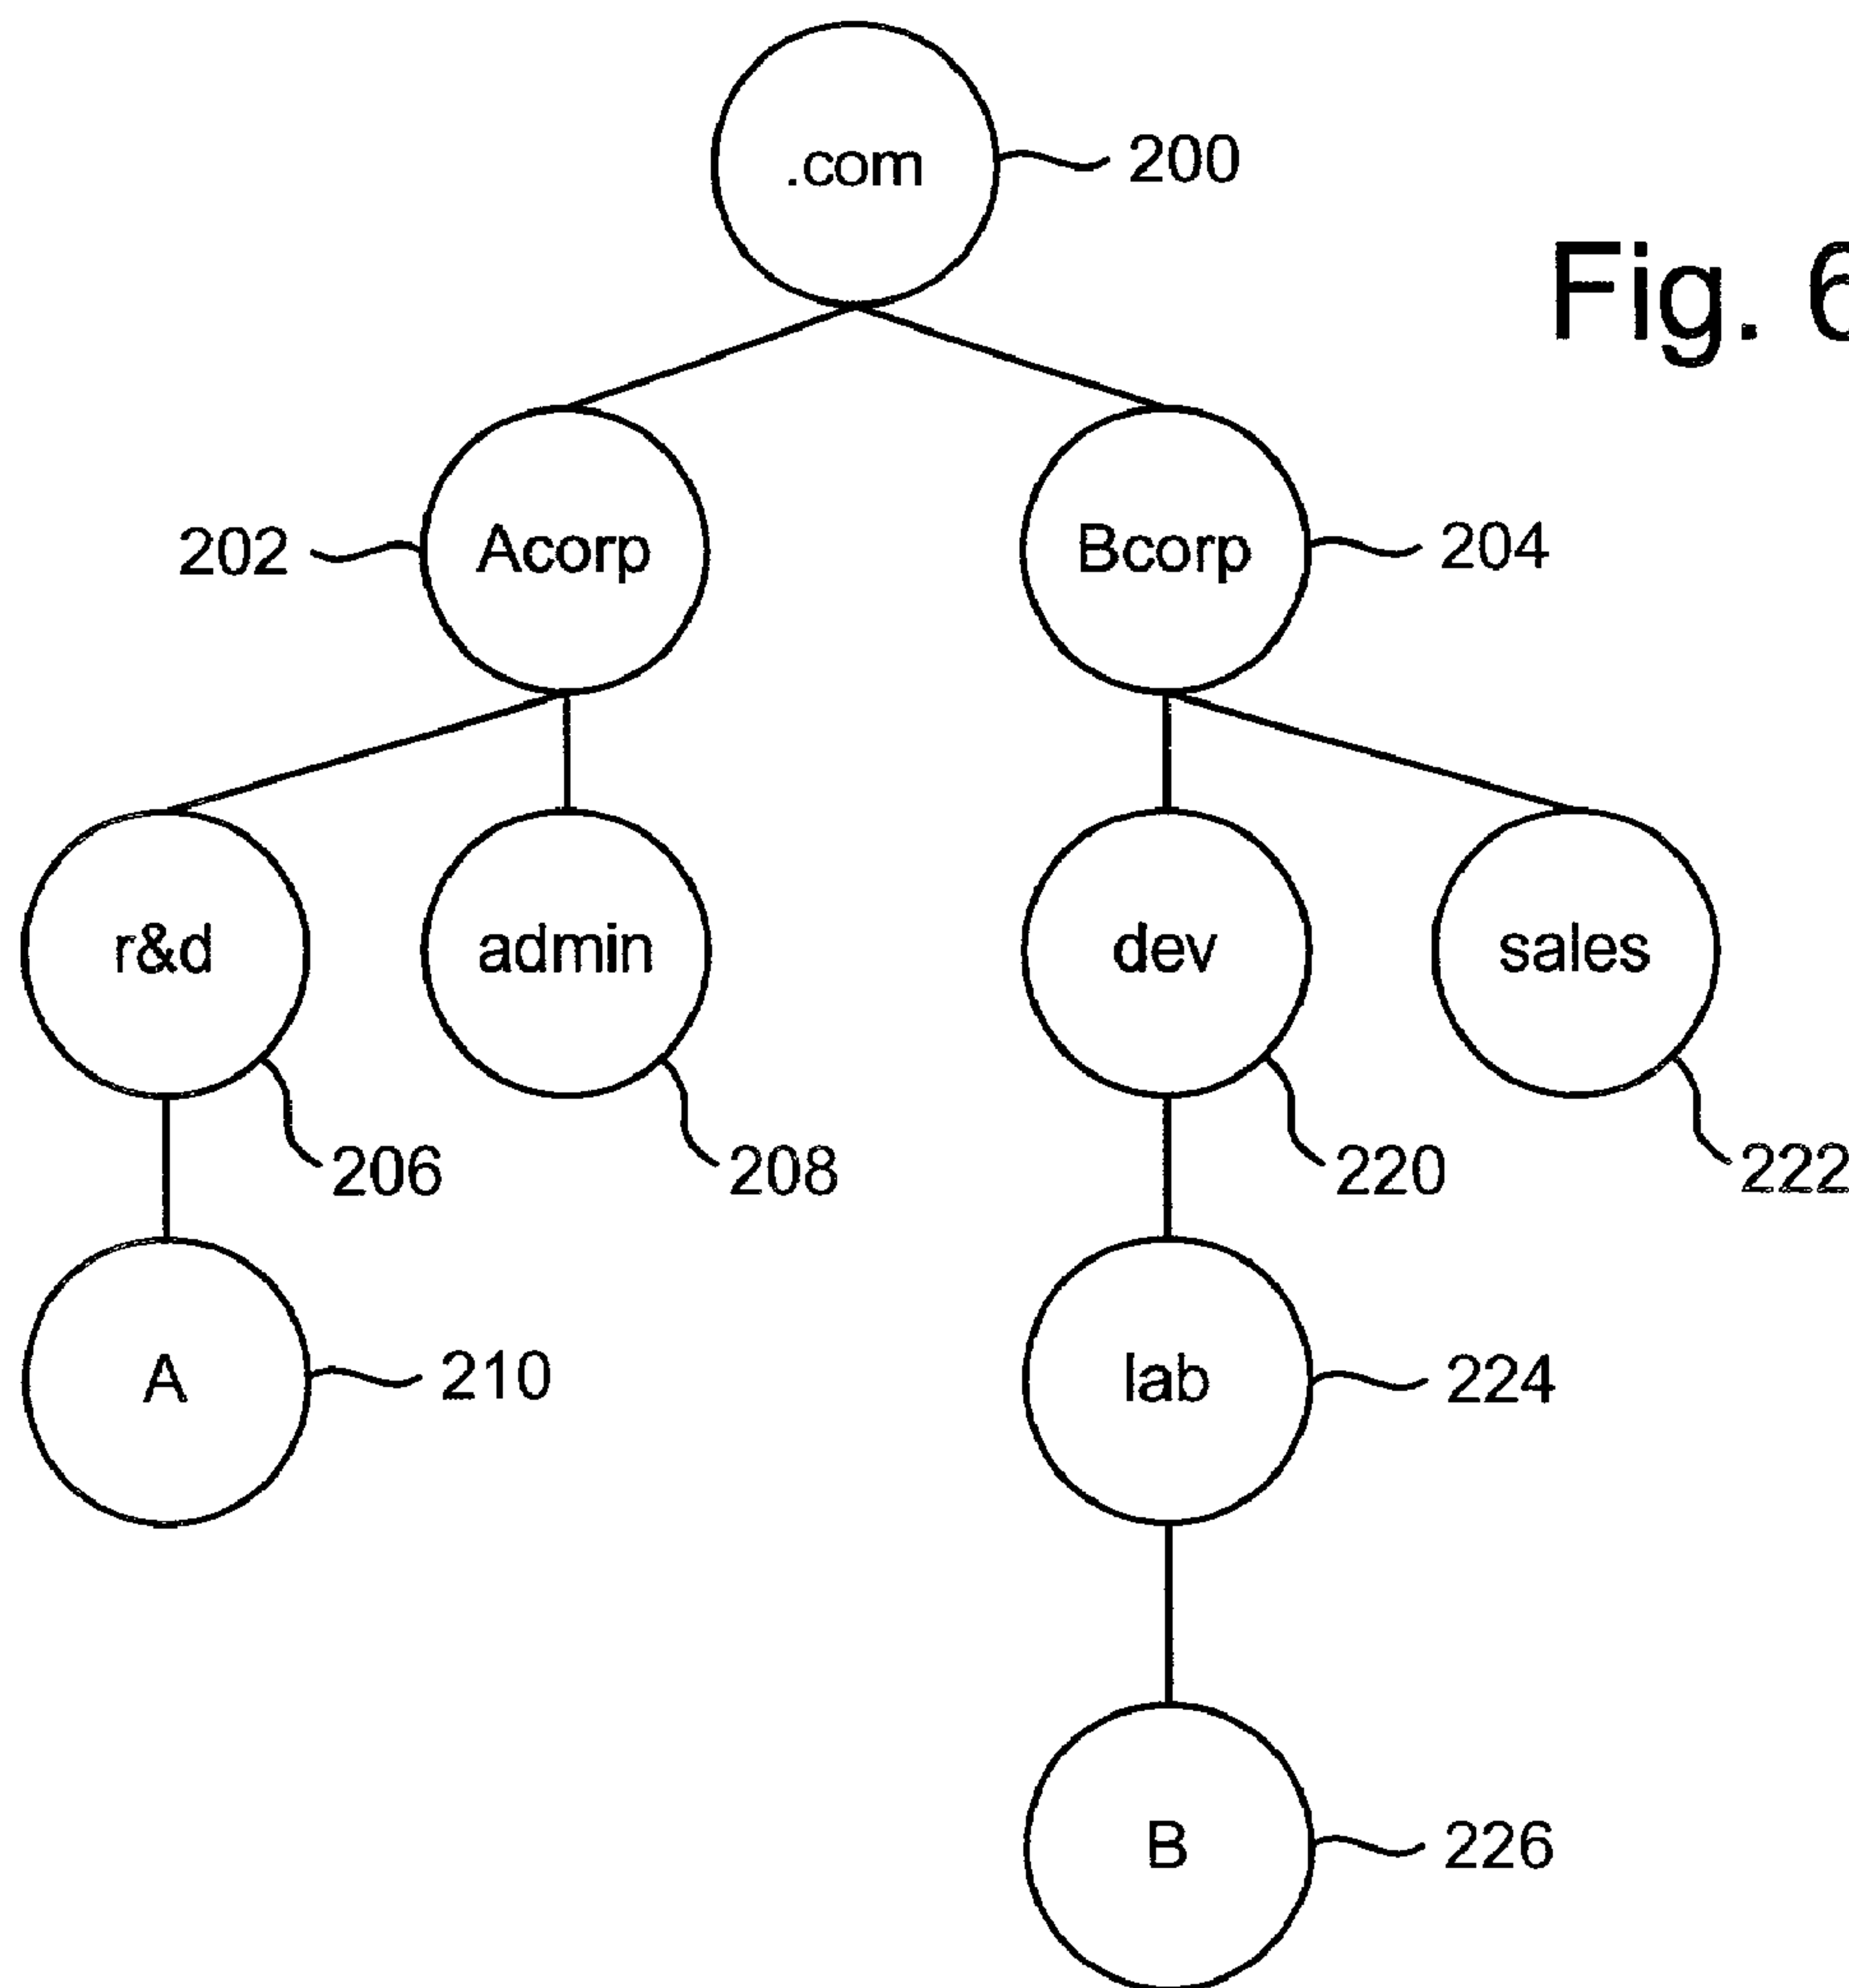 .com
200
Fig. 6
202
Acorp
Bcorp
204
r&d
admin
dev
sales
206
208
220
222
A
210
lab
224
B
226